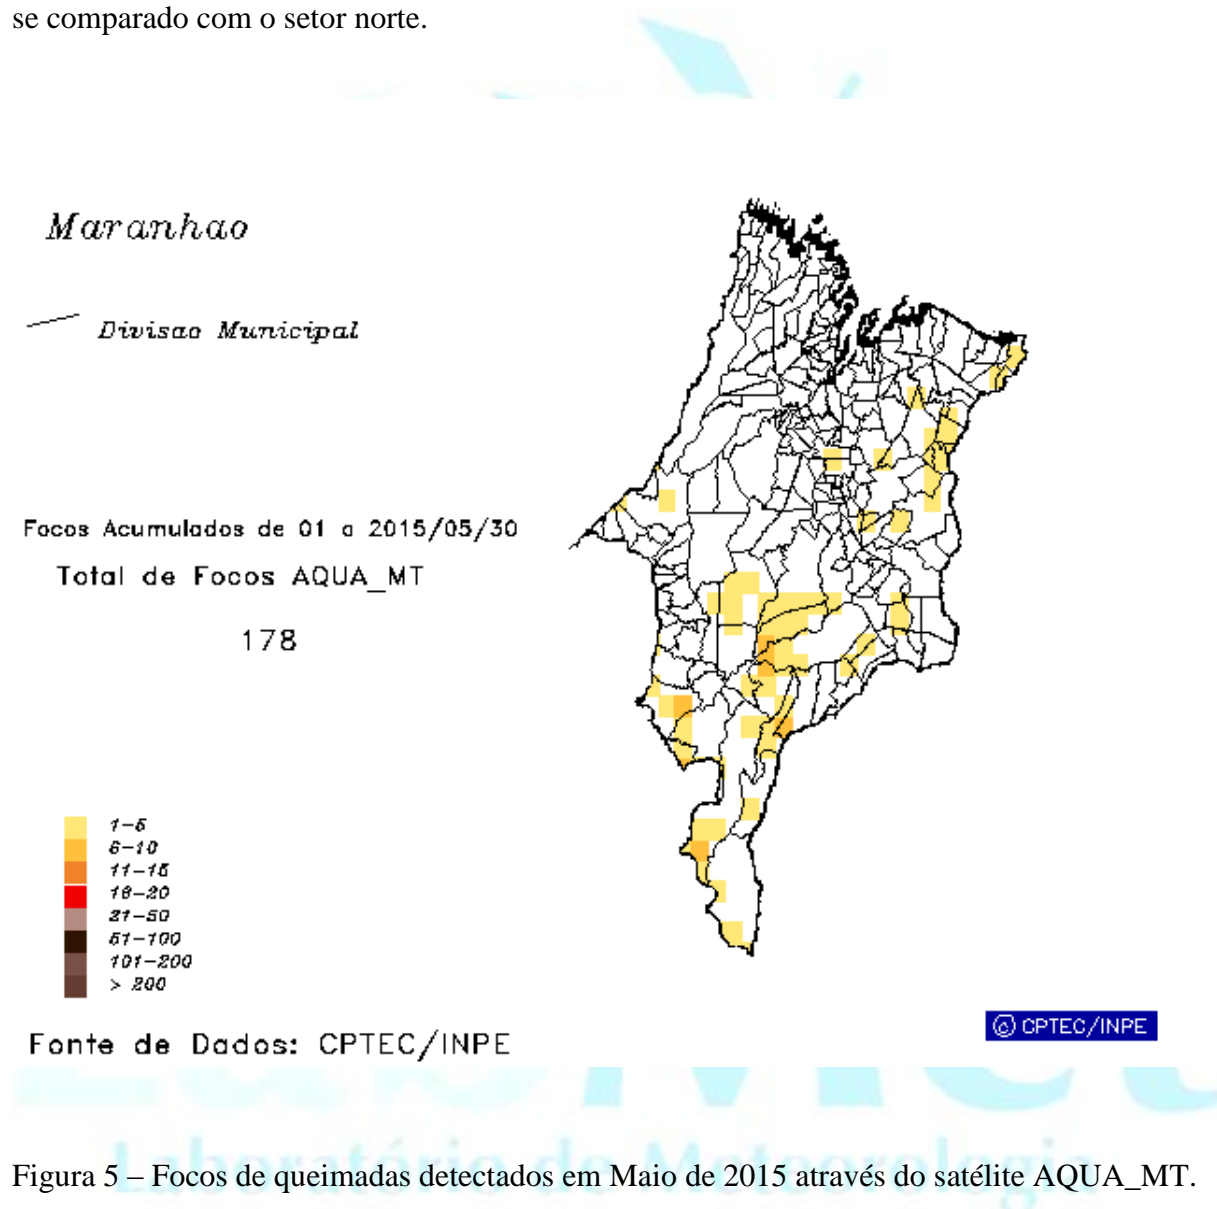 se comparado com o setor norte.
Maranhao
Divisao Municipal
Focos Acumulados de 01 a 2015/05/30
Total de Focos AQUA_MT
178
1-5
6-10
11-15
16-20
21-50
51-100
101-200
> 200
Fonte de Dados: CPTEC/INPE
© CPTEC/INPE
LabMet
Laboratório de Meteorologia
Figura 5 – Focos de queimadas detectados em Maio de 2015 através do satélite AQUA_MT.